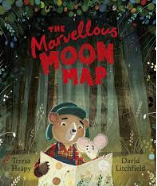 THE
Marvellous
MOON
MAP
Teresa
Heapy
David
Litchfield